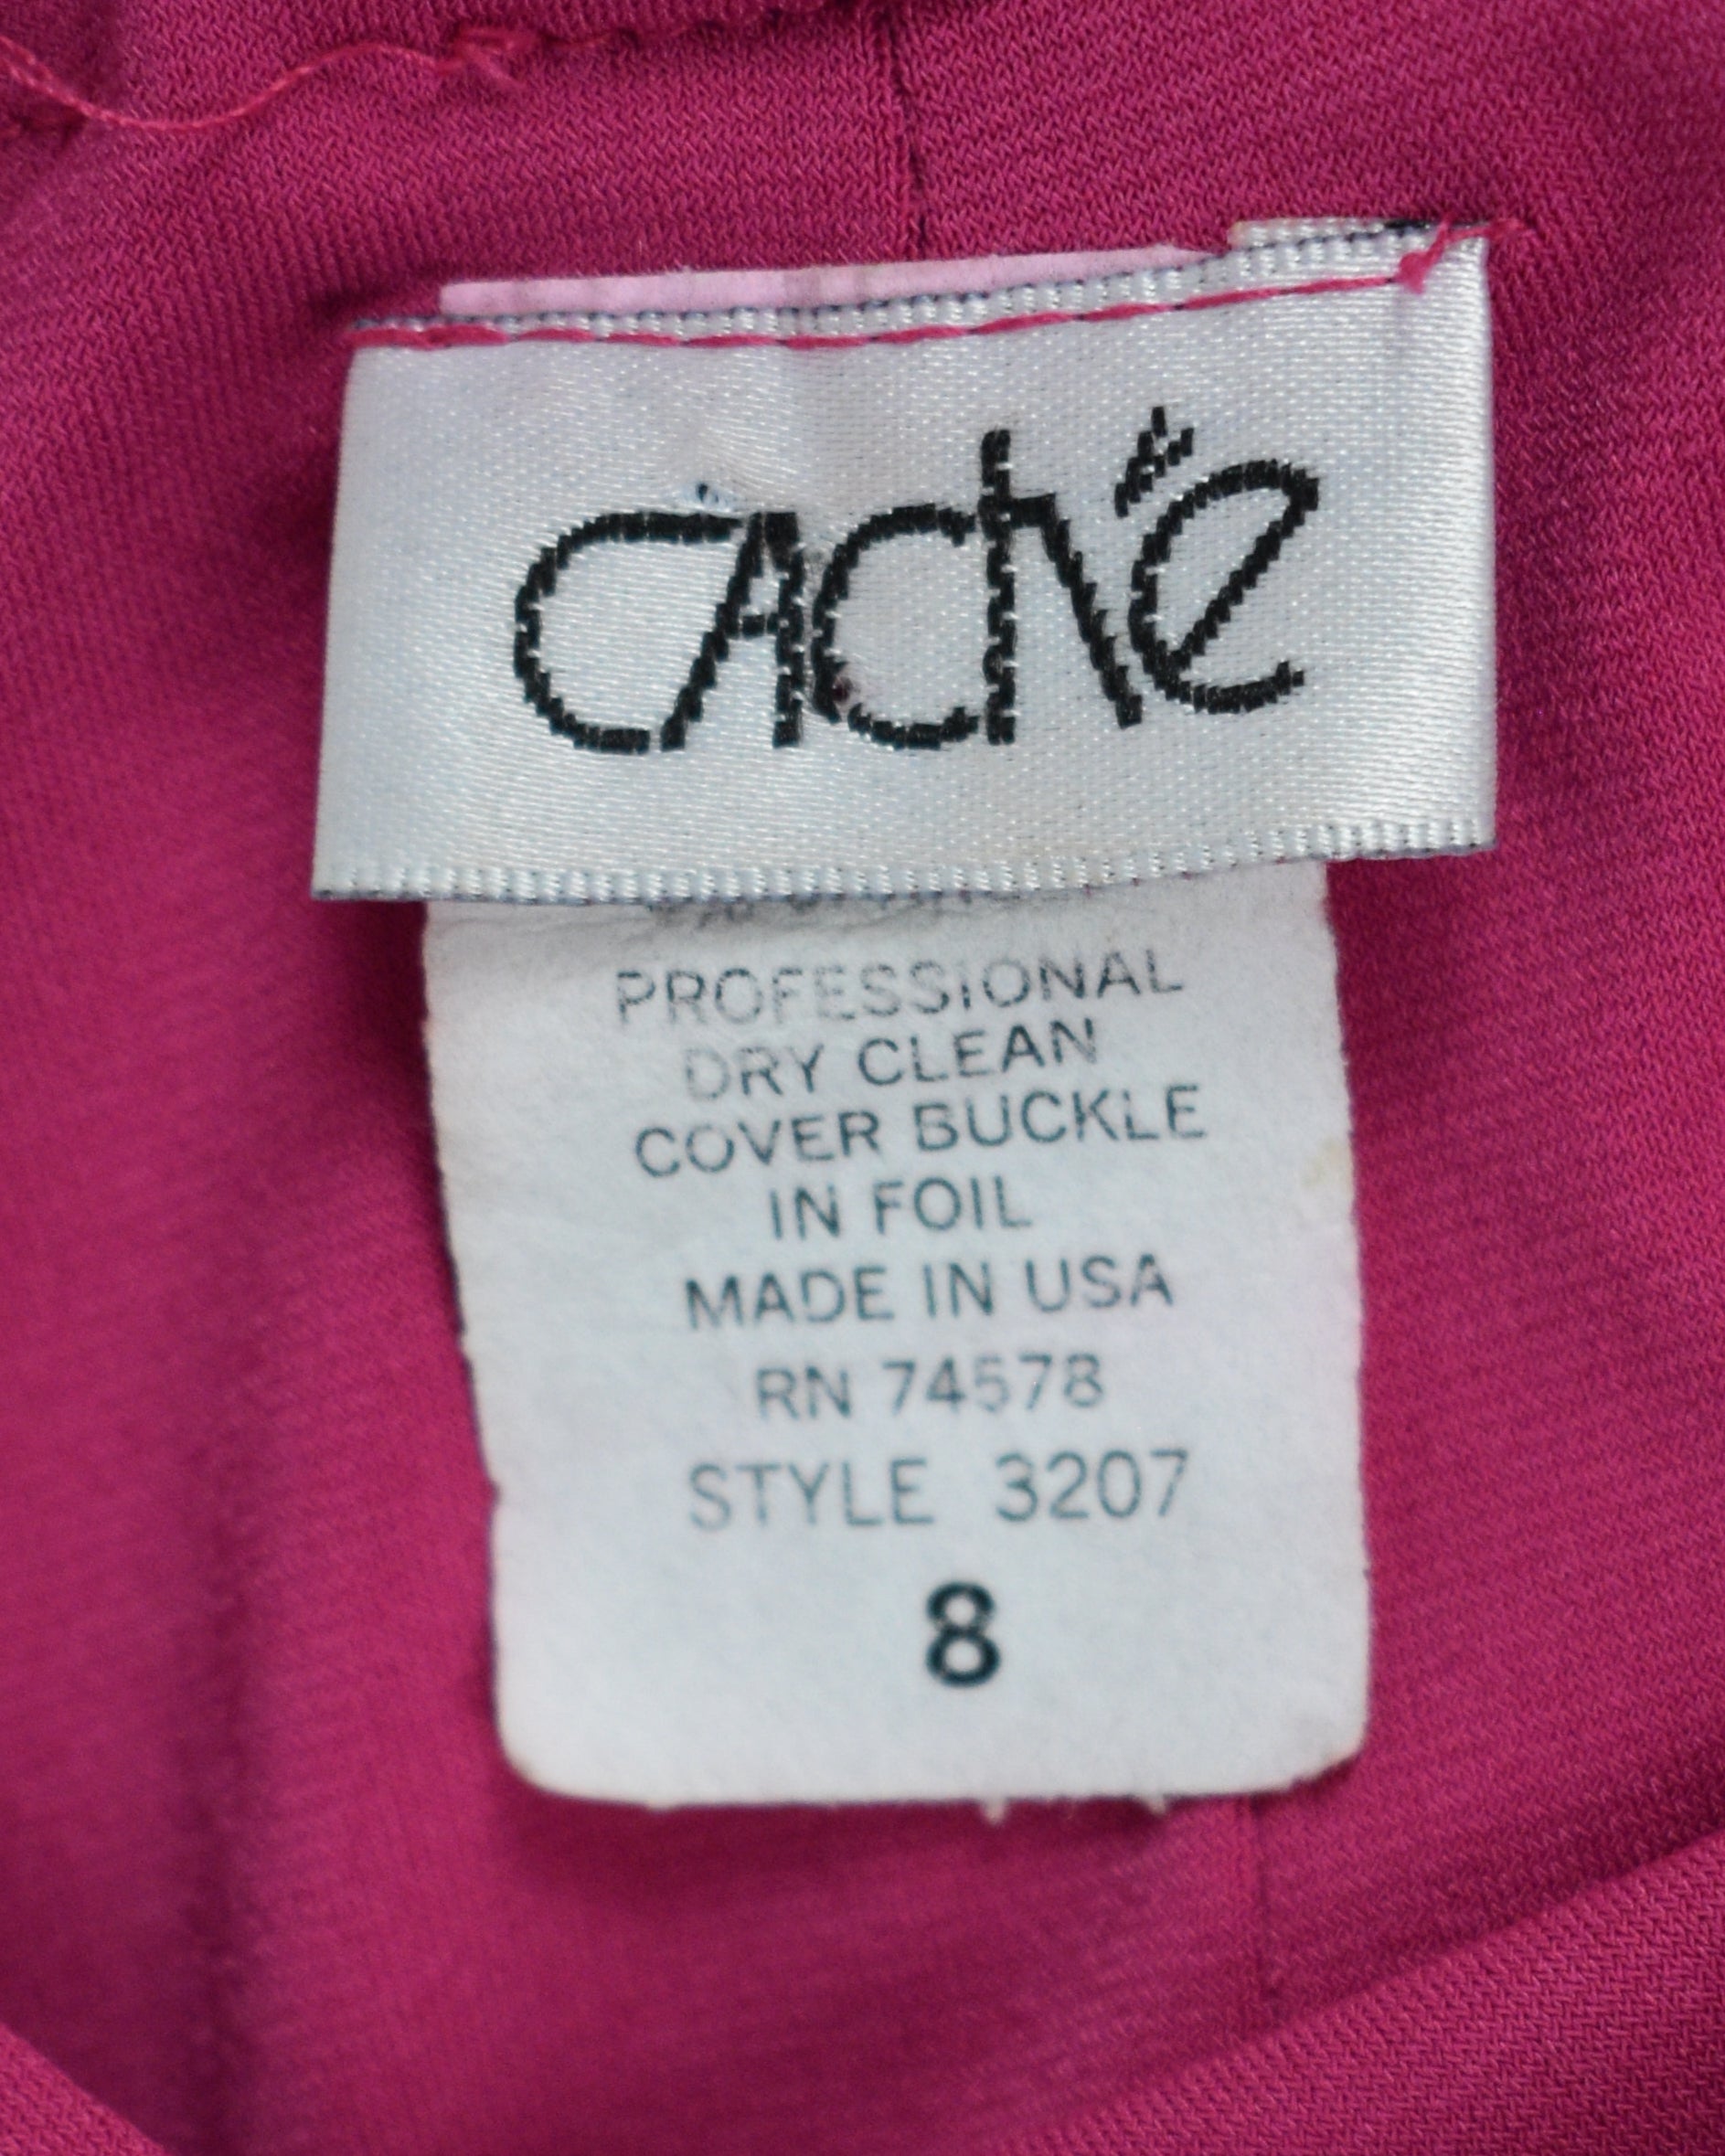 CAché
PROFESSIONAL
DRY CLEAN
COVER BUCKLE
IN FOIL
MADE IN USA
RN 74578
STYLE 3207
8